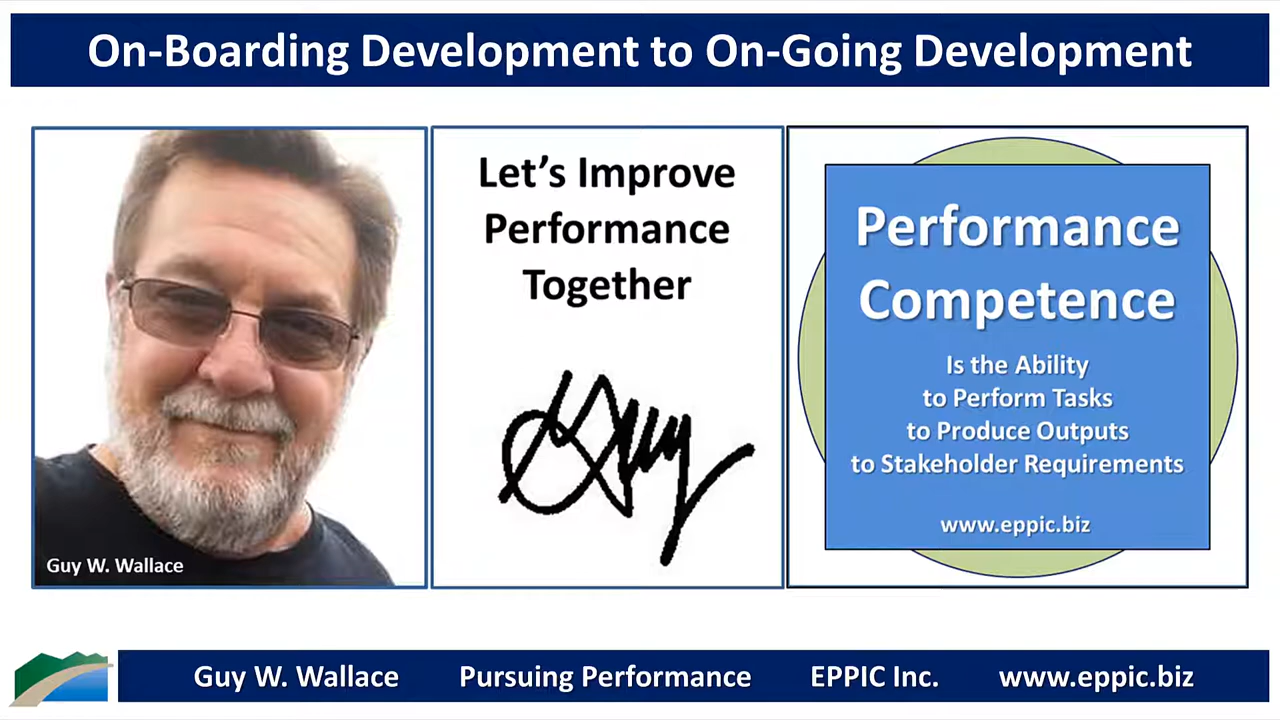 On-Boarding Development to On-Going Development
Guy W. Wallace
Let's Improve
Performance
Together
Guy
Performance
Competence
Is the Ability
to Perform Tasks
to Produce Outputs
to Stakeholder Requirements
www.eppic.biz
Guy W. Wallace Pursuing Performance EPPIC Inc. www.eppic.biz